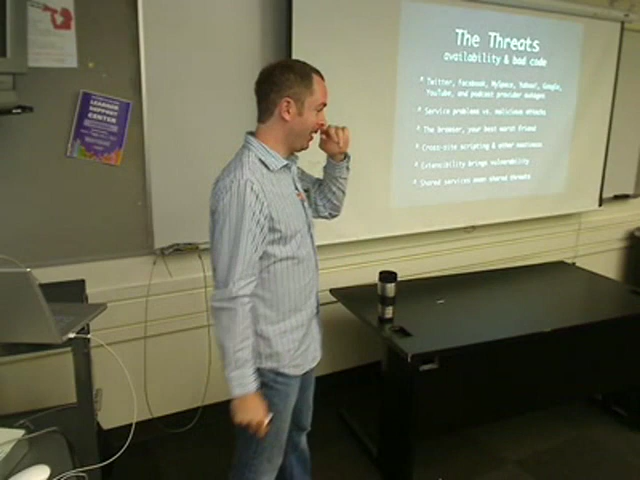 LEARNING
SUPPORT
CENTER
The Threats
availability & bad code
* Twitter, Facebook, MySpace, Yahoo!, Google,
YouTube, and podcast provider outages
* Service problems vs. malicious attacks
* The browser, your best worst friend
* Cross-site scripting & other nastiness
* Extensibility brings vulnerability
* Shared services mean shared threats